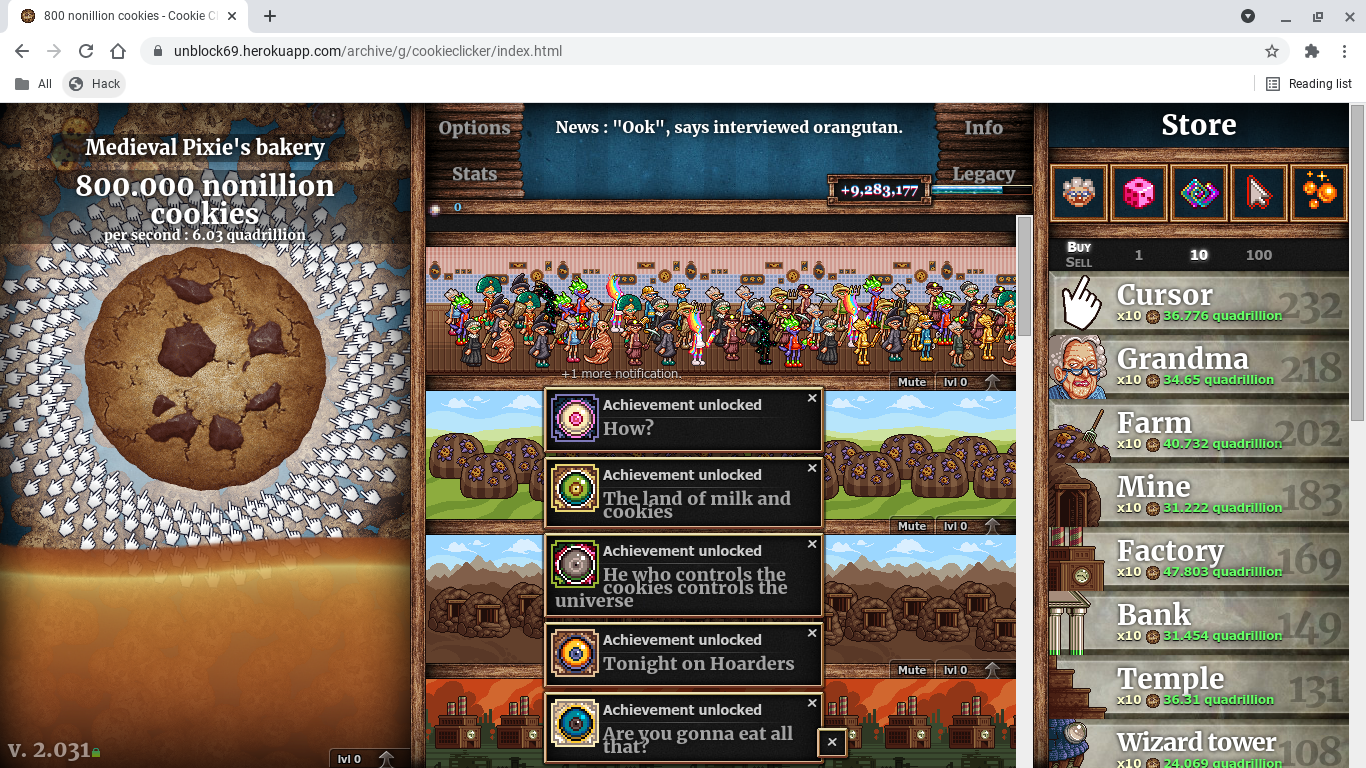 800 nonillion cookies - Cookie Cl
unblock69.herokuapp.com/archive/g/cookieclicker/index.html
All
Hack
Reading list
Medieval Pixie's bakery
800.000 nonillion
cookies
per second : 6.03 quadrillion
v. 2.031
lvl 0
Options
Stats
News : "Ook", says interviewed orangutan.
Info
Legacy
+9,283,177
0
+1 more notification.
Mute lvl 0
Achievement unlocked
How?
Achievement unlocked
The land of milk and
cookies
Mute lvl 0
Achievement unlocked
He who controls the
cookies controls the
universe
Achievement unlocked
Tonight on Hoarders
Mute lvl 0
Achievement unlocked
Are you gonna eat all
that?
Store
BUY
SELL
1 10 100
Cursor
x10 36.776 quadrillion
232
Grandma
x10 34.65 quadrillion
218
Farm
x10 40.732 quadrillion
202
Mine
x10 31.222 quadrillion
183
Factory
x10 47.803 quadrillion
169
Bank
x10 31.454 quadrillion
149
Temple
x10 36.31 quadrillion
131
Wizard tower
x10 24.069 quadrillion
108